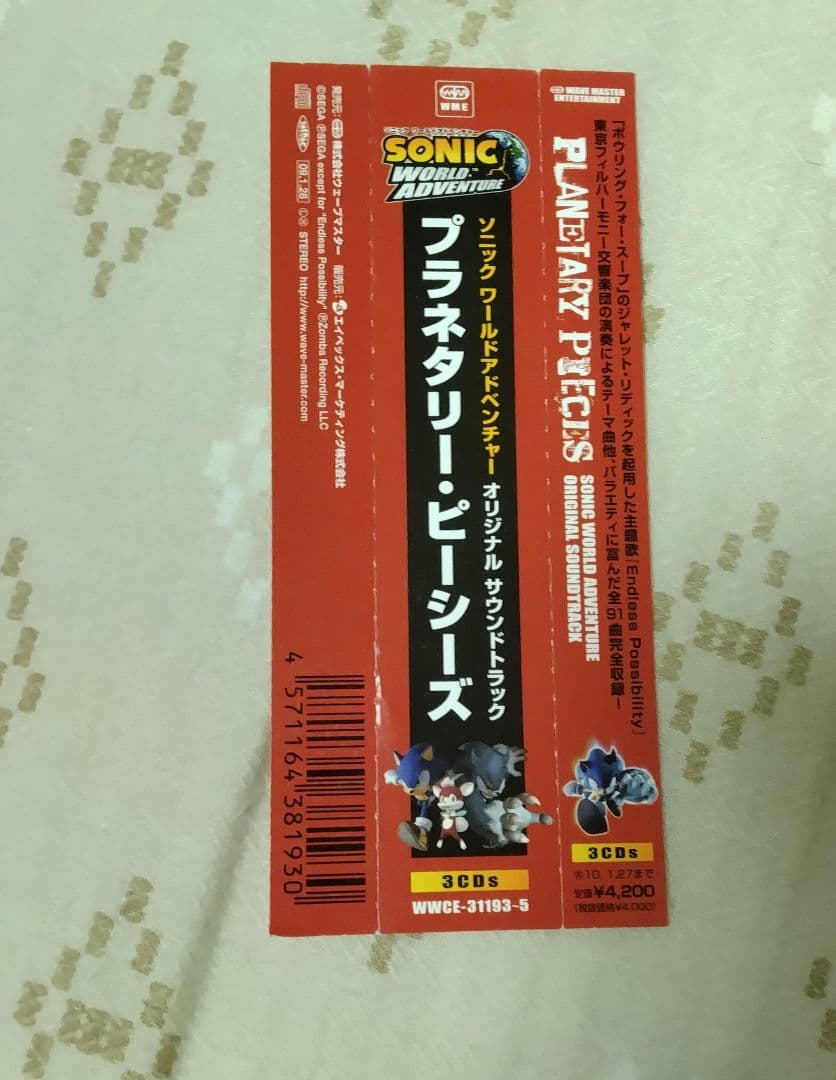 WAVE MASTER
ENTERTAINMENT
「ボウリング・フォー・スープ」のジャレット・リディックを起用した主題歌「Endless Possibility」
東京フィルハーモニー交響楽団の演奏によるテーマ曲他、バラエティに富んだ全91曲完全収録!
PLANETARY PIECES
SONIC WORLD ADVENTURE
ORIGINAL SOUNDTRACK
3CDs
Ⓡ10 1.27まで
定価¥4,200
(税抜価格¥4,000)
WME
ソニック ワールドアドベンチャー
SONIC
WORLD™
ADVENTURE
ソニック ワールドアドベンチャー オリジナル サウンドトラック
プラネタリー・ピーシーズ
3CDs
WWCE-31193~5
発売元: 株式会社ウェーブマスター 販売元: エイベックス・マーケティング株式会社
©SEGA ℗SEGA except for "Endless Possibility" ℗Zomba Recording LLC
09.1.28 STEREO http://www.wave-master.com
4 571164 381930